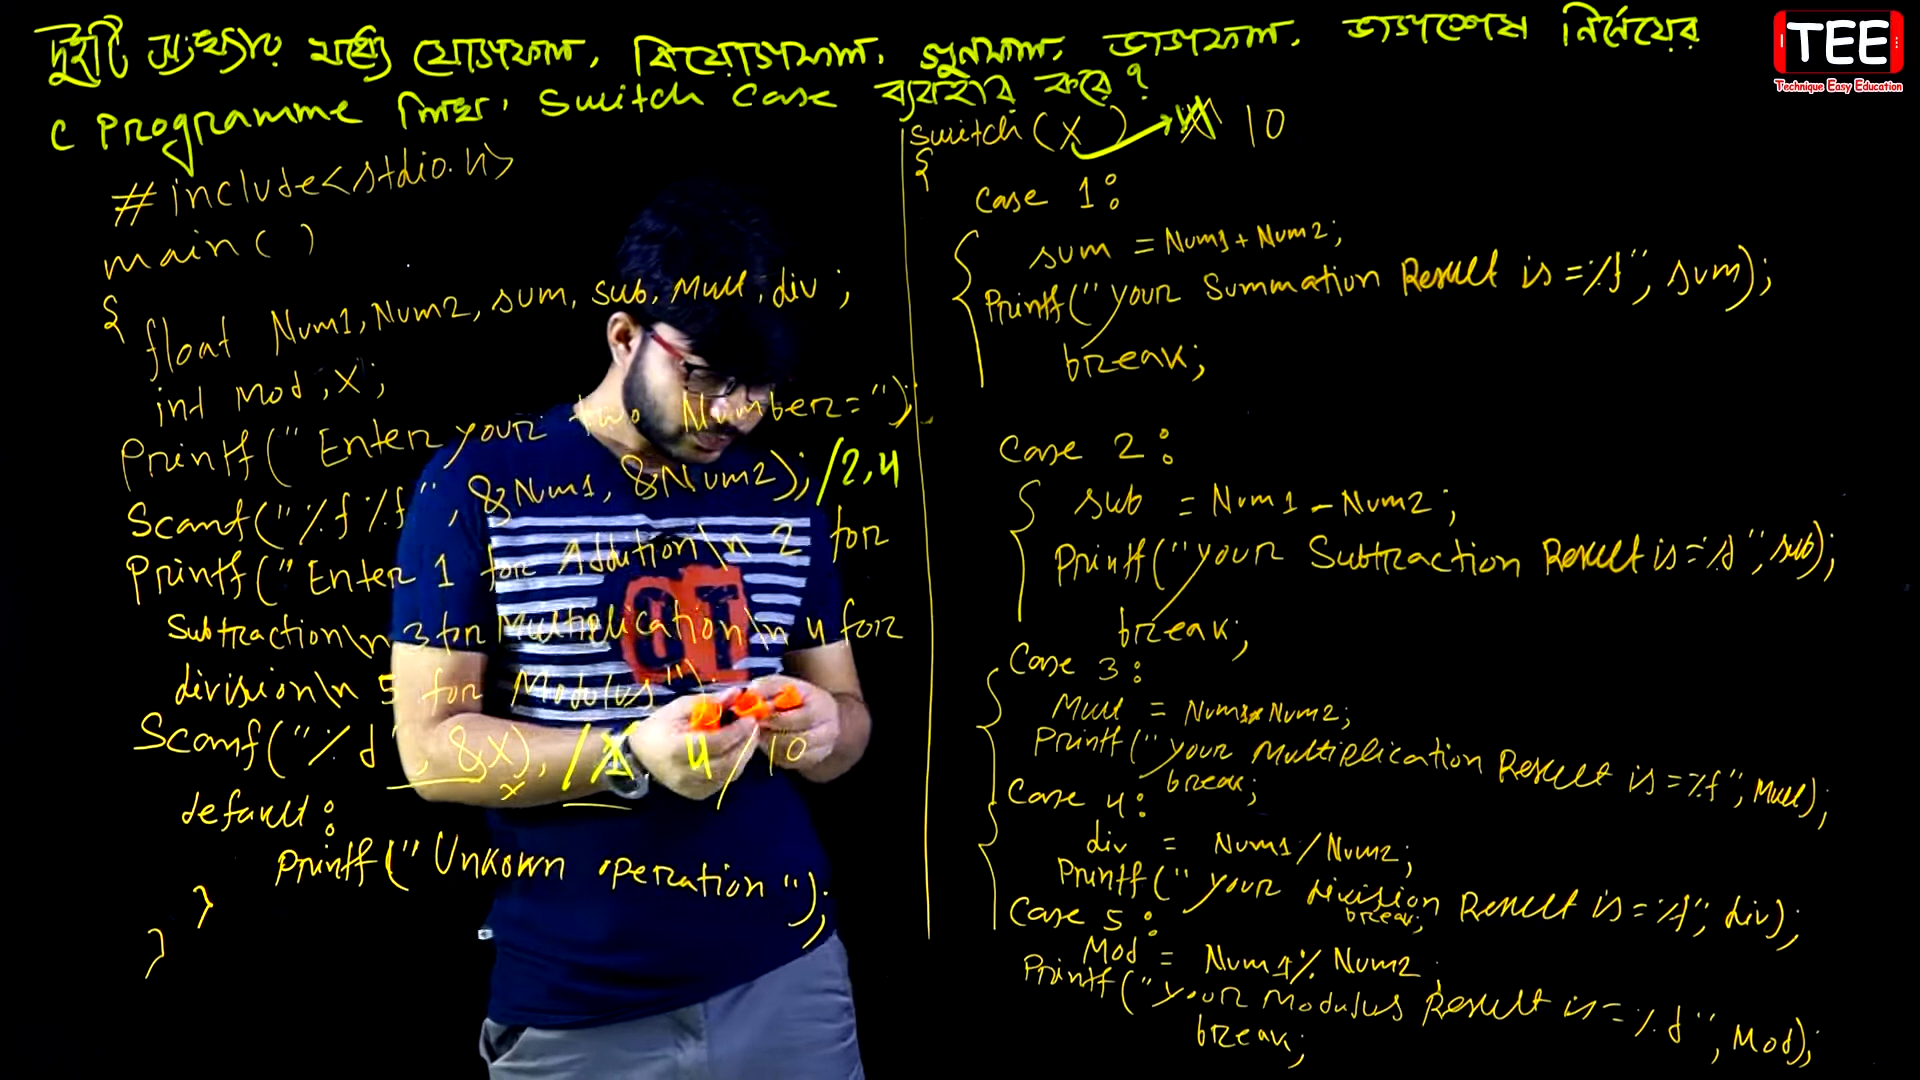 দুইটি সংখ্যার মধ্যে যোগফল, বিয়োগফল, গুনফল, ভাগফল, ভাগশেষ নির্ণয়ের
C Programme লিখ, Switch Case ব্যবহার করে?
#include<stdio.h>
main()
{
float Num1, Num2, sum, sub, Mull, div;
int Mod, X;
Printf("Enter your two Number=");
Scanf("%f%f", &Num1, &Num2); /2,4
Printf("Enter 1 for Addition\n 2 for
Subtraction\n 3 for Multiplication\n 4 for
division\n 5 for Modulus");
Scanf("%d", &X), / 4 /10
x
default:
Printf("Unkown operation");
}
}
Switch(X) 10
{
Case 1:
{ sum = Num1 + Num2;
Printf("your Summation Result is =%f", sum);
break;
Case 2:
{ sub = Num1 - Num2;
Printf("your Subtraction Result is =%f", sub);
break;
Case 3:
Mull = Num1*Num2;
Printf("your Multiplication Result is =%f", Mull);
break;
Case 4:
div = Num1/Num2;
Printf("your division Result is =%f", div);
break;
Case 5:
Mod = Num1% Num2;
Printf("your Modulus Result is =%d", Mod);
break;
TEE
Technique Easy Education